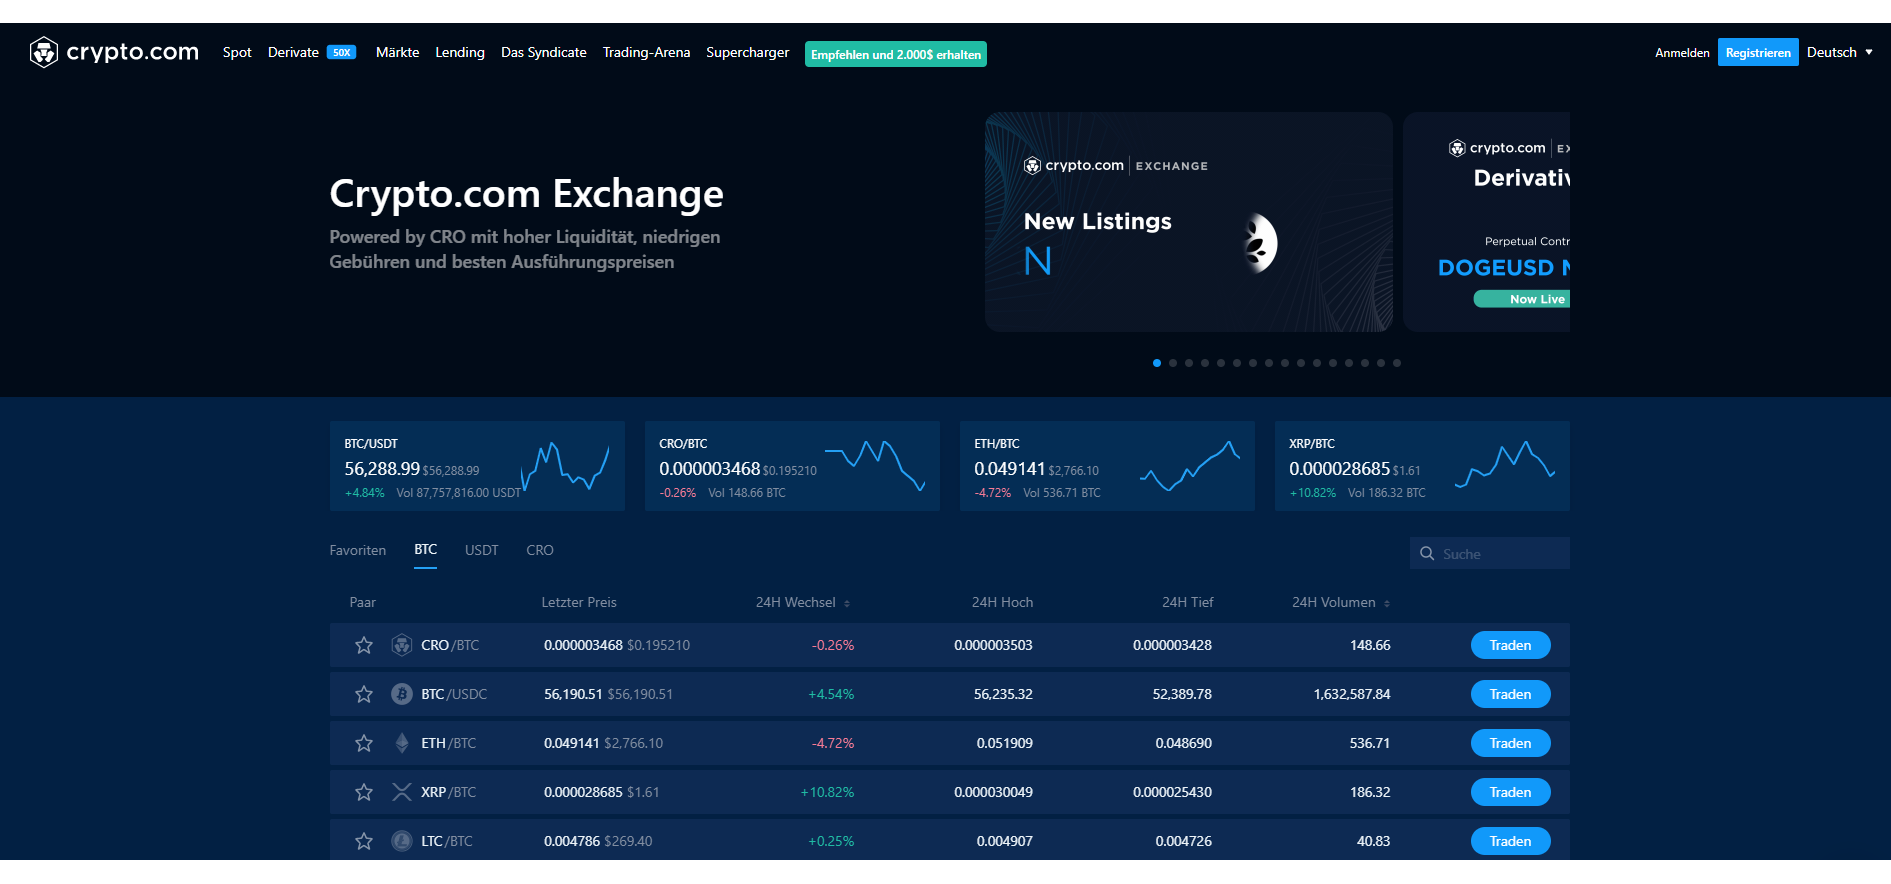 crypto.com Spot Derivate 50X Märkte Lending Das Syndicate Trading-Arena Supercharger Empfehlen und 2.000$ erhalten Anmelden Registrieren Deutsch
Crypto.com Exchange
Powered by CRO mit hoher Liquidität, niedrigen
Gebühren und besten Ausführungspreisen
crypto.com EXCHANGE
New Listings
N
crypto.com
Perpetual
DOGEUSD
Now Live
BTC/USDT
56,288.99 $56,288.99
+4.84% Vol 87,757,816.00 USDT
CRO/BTC
0.000003468 $0.195210
-0.26% Vol 148.66 BTC
ETH/BTC
0.049141 $2,766.10
-4.72% Vol 536.71 BTC
XRP/BTC
0.000028685 $1.61
+10.82% Vol 186.32 BTC
Favoriten BTC USDT CRO Suche
Paar Letzter Preis 24H Wechsel 24H Hoch 24H Tief 24H Volumen
CRO/BTC 0.000003468 $0.195210 -0.26% 0.000003503 0.000003428 148.66 Traden
BTC/USDC 56,190.51 $56,190.51 +4.54% 56,235.32 52,389.78 1,632,587.84 Traden
ETH/BTC 0.049141 $2,766.10 -4.72% 0.051909 0.048690 536.71 Traden
XRP/BTC 0.000028685 $1.61 +10.82% 0.000030049 0.000025430 186.32 Traden
LTC/BTC 0.004786 $269.40 +0.25% 0.004907 0.004726 40.83 Traden